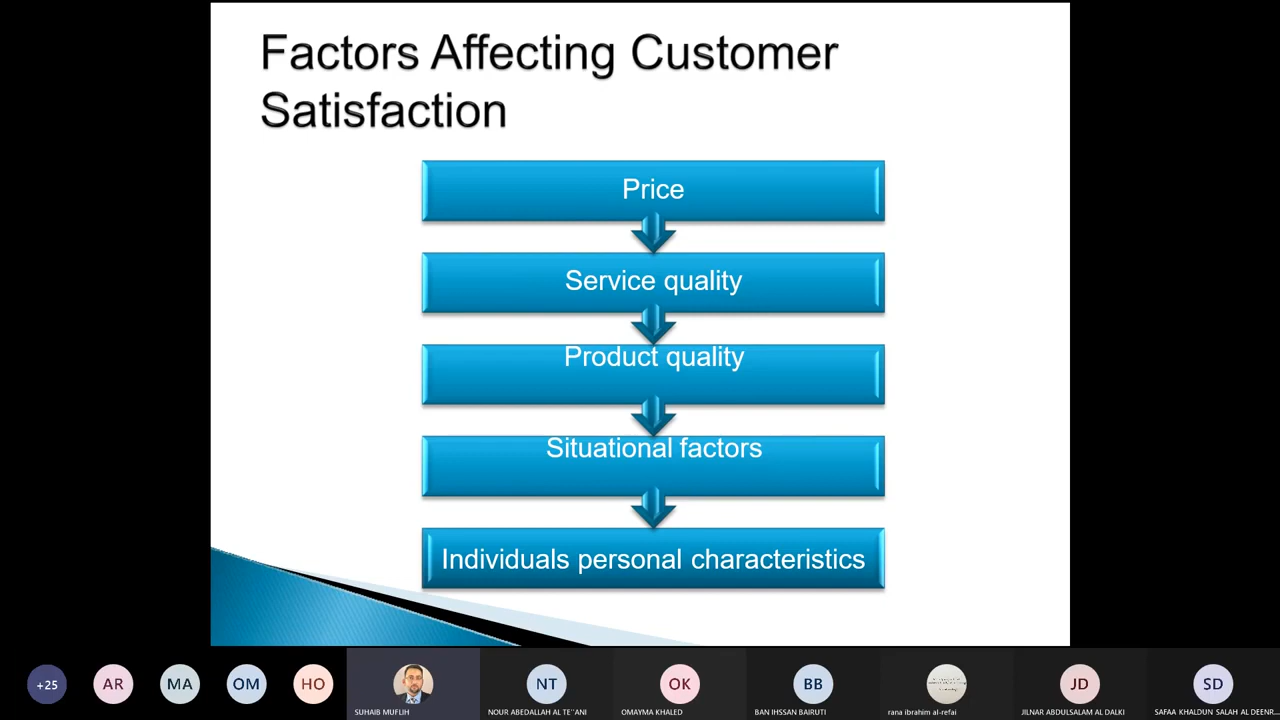 Factors Affecting Customer
Satisfaction
Price
Service quality
Product quality
Situational factors
Individuals personal characteristics
+25
AR
MA
OM
HO
SUHAIB MUFLIH
NT
NOUR ABEDALLAH AL TE''ANI
OK
OMAYMA KHALED
BB
BAN IHSSAN BAIRUTI
rana ibrahim al-refai
JD
JILNAR ABDULSALAM AL DALKI
SD
SAFAA KHALDUN SALAH AL DEENR...